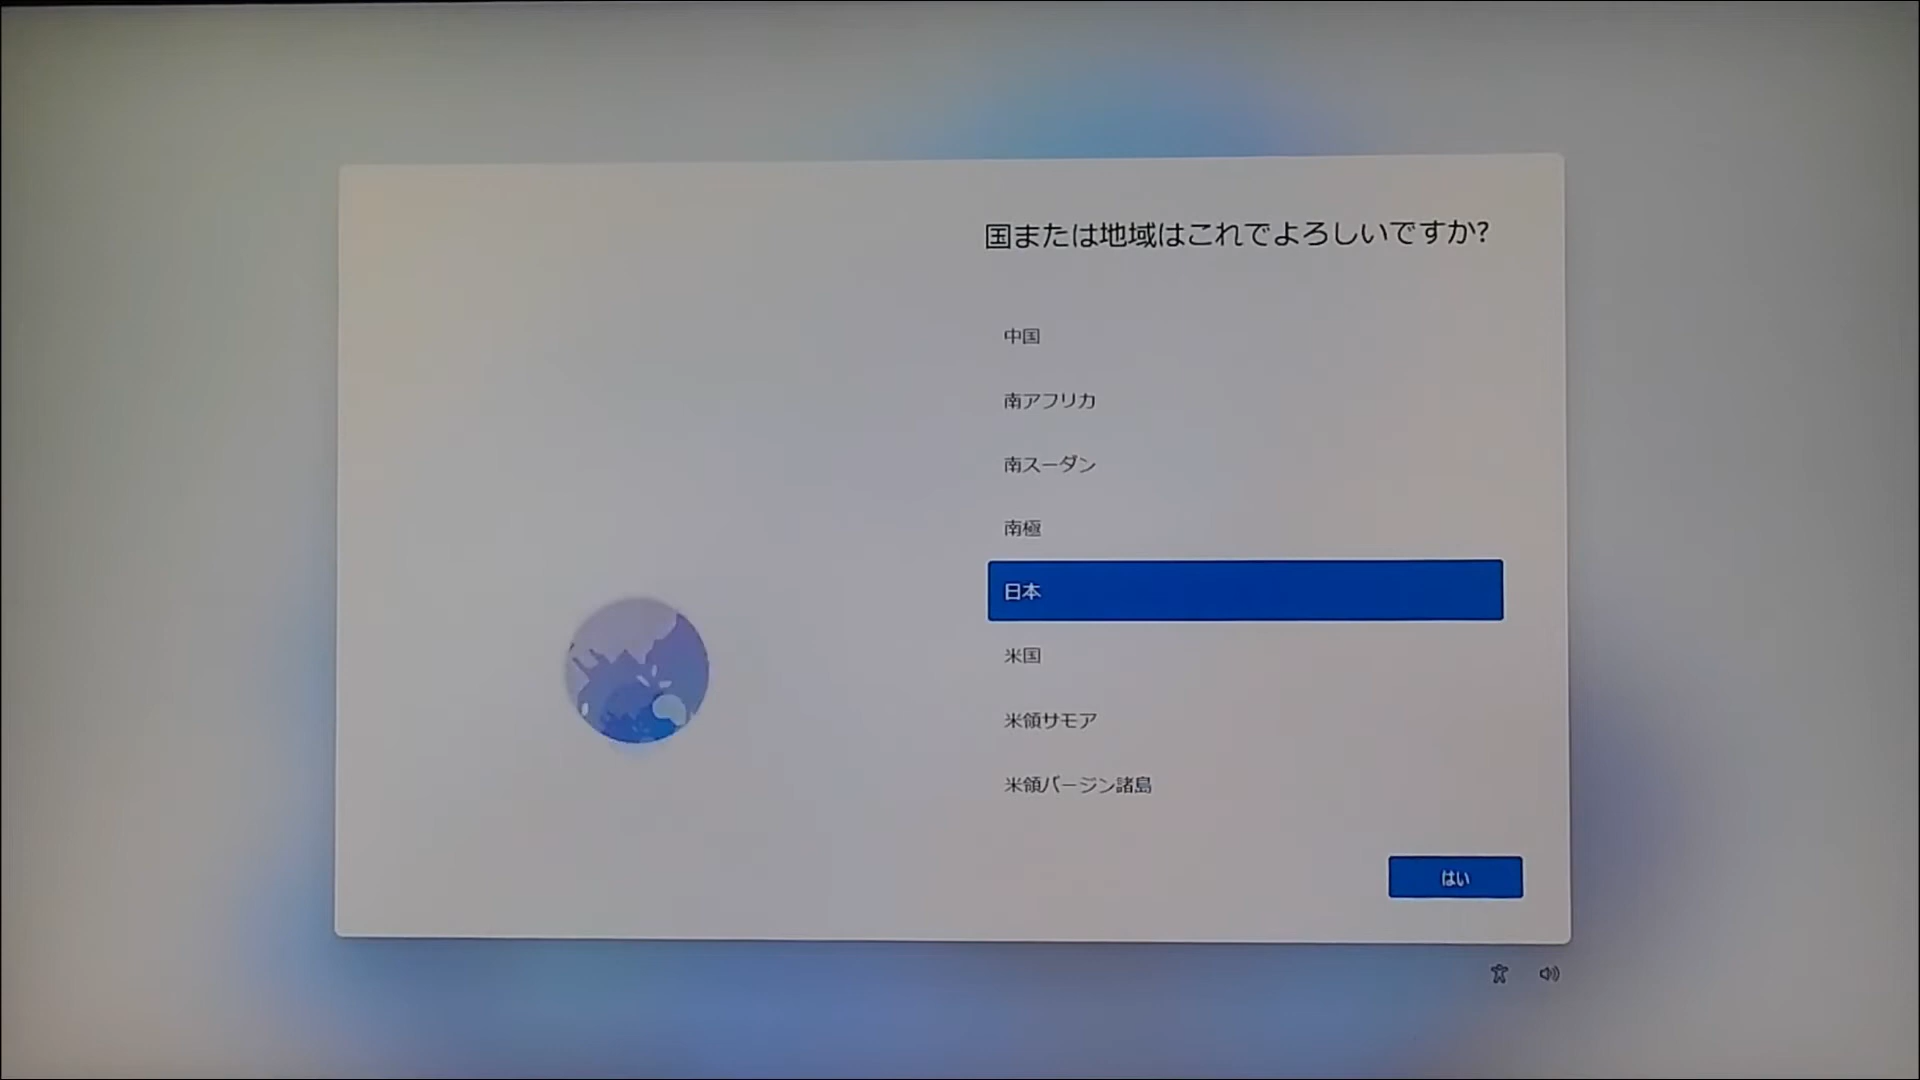 国または地域はこれでよろしいですか?
中国
南アフリカ
南スーダン
南極
日本
米国
米領サモア
米領バージン諸島
はい